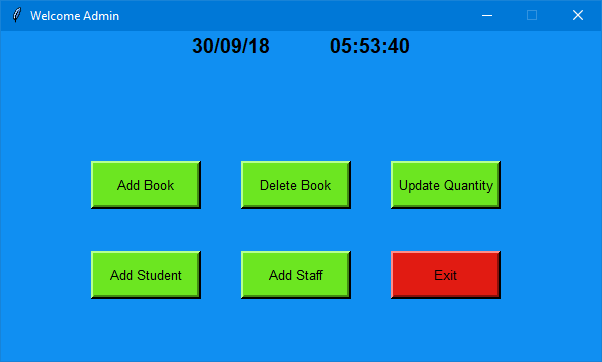 Welcome Admin
30/09/18 05:53:40
Add Book Delete Book Update Quantity
Add Student Add Staff Exit